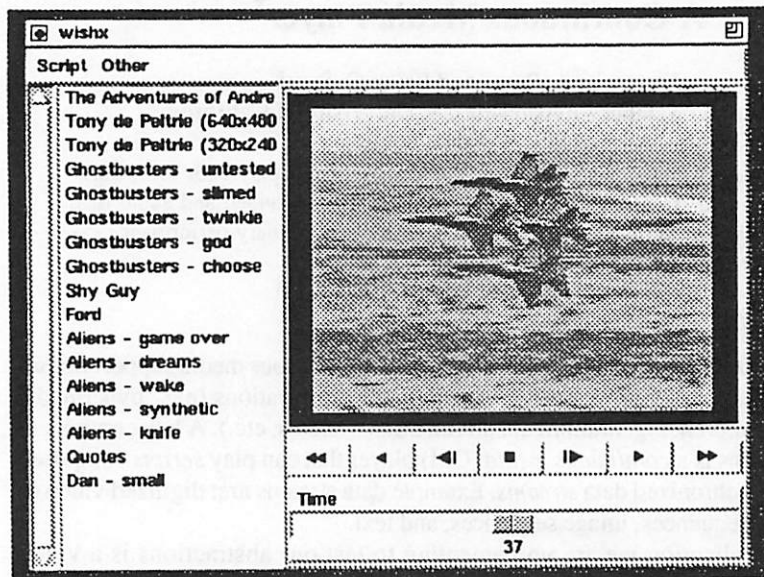 wishx
Script Other
The Adventures of Andre
Tony de Peltrie (640x480
Tony de Peltrie (320x240
Ghostbusters - untested
Ghostbusters - slimed
Ghostbusters - twinkie
Ghostbusters - god
Ghostbusters - choose
Shy Guy
Ford
Aliens - game over
Aliens - dreams
Aliens - wake
Aliens - synthetic
Aliens - knife
Quotes
Dan - small
Time
37